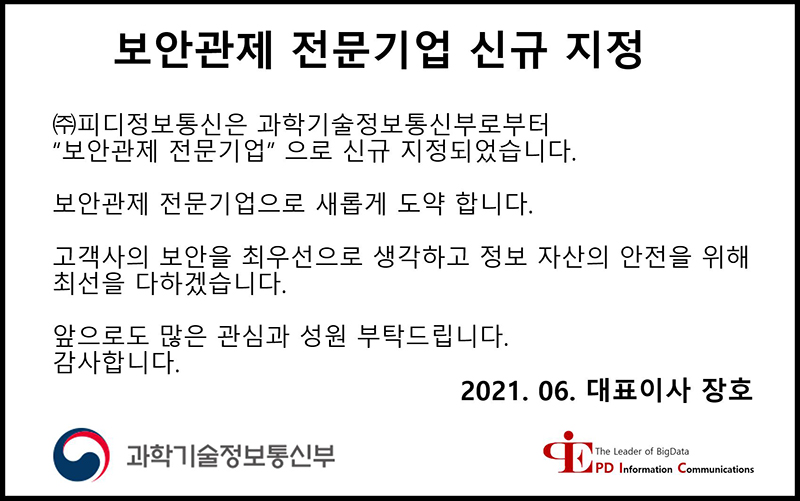 보안관제 전문기업 신규 지정
㈜피디정보통신은 과학기술정보통신부로부터
“보안관제 전문기업” 으로 신규 지정되었습니다.
보안관제 전문기업으로 새롭게 도약 합니다.
고객사의 보안을 최우선으로 생각하고 정보 자산의 안전을 위해
최선을 다하겠습니다.
앞으로도 많은 관심과 성원 부탁드립니다.
감사합니다.
2021. 06. 대표이사 장호
과학기술정보통신부
The Leader of BigData
PD Information Communications